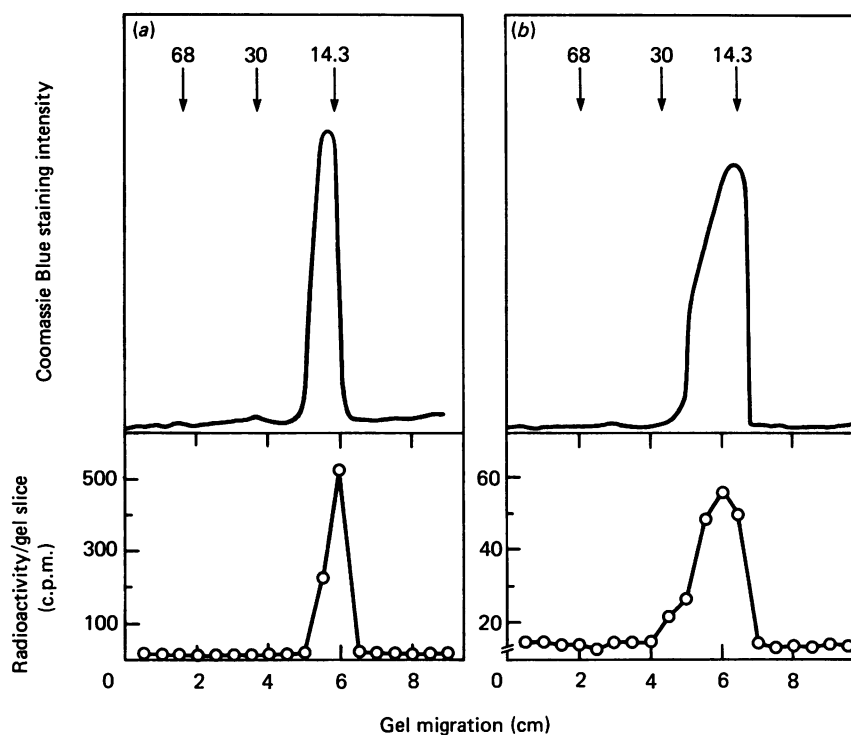 (a)
68 30 14.3
(b)
68 30 14.3
Coomassie Blue staining intensity
500
300
100
60
40
20
Radioactivity/gel slice
(c.p.m.)
0 2 4 6 8
0 2 4 6 8
Gel migration (cm)